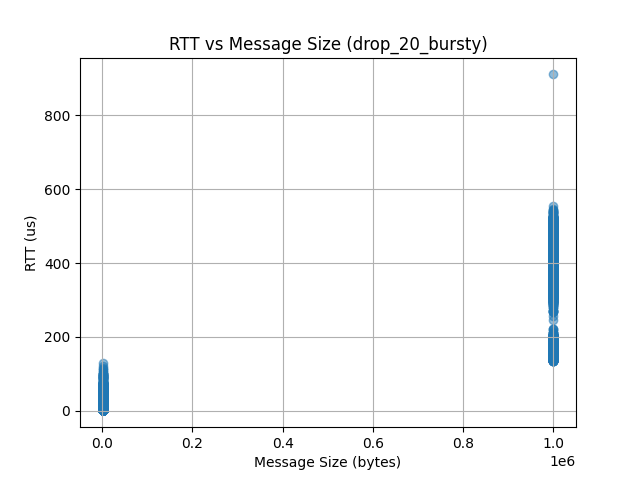 RTT vs Message Size (drop_20_bursty)
800
600
400
200
0
RTT (us)
0.0 0.2 0.4 0.6 0.8 1.0
1e6
Message Size (bytes)